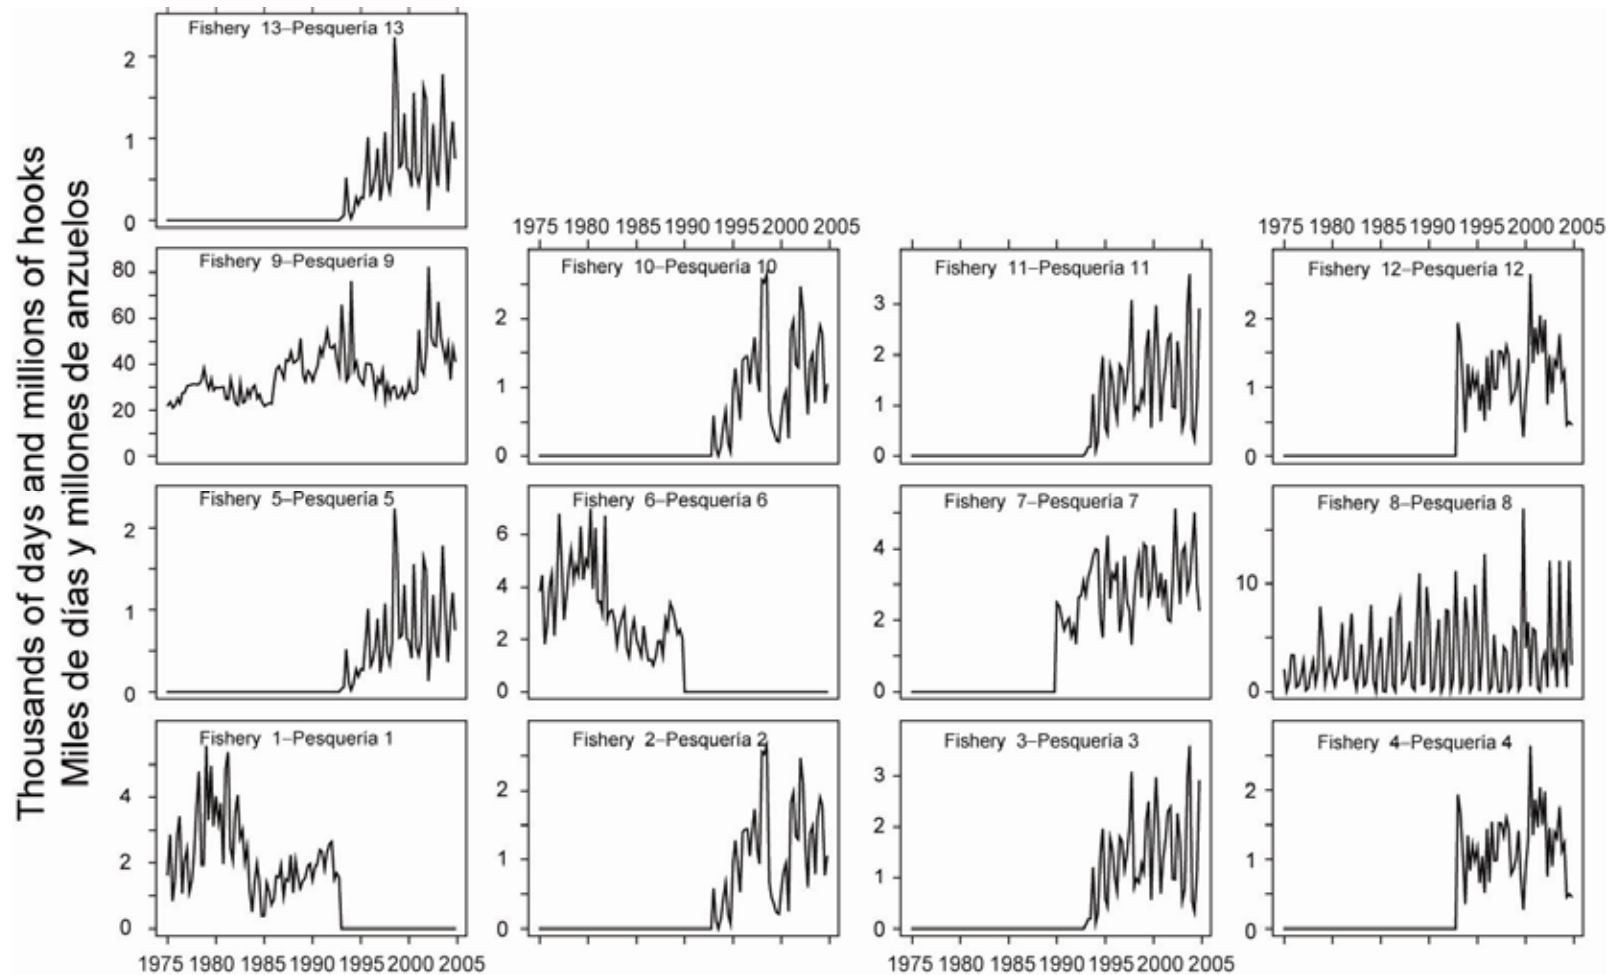 Thousands of days and millions of hooks
Miles de días y millones de anzuelos
Fishery 13–Pesquería 13
2
1
0
1975 1980 1985 1990 1995 2000 2005
1975 1980 1985 1990 1995 2000 2005
Fishery 9–Pesquería 9
80
60
40
20
0
Fishery 10–Pesquería 10
2
1
0
Fishery 11–Pesquería 11
3
2
1
0
Fishery 12–Pesquería 12
2
1
0
Fishery 5–Pesquería 5
2
1
0
Fishery 6–Pesquería 6
6
4
2
0
Fishery 7–Pesquería 7
4
2
0
Fishery 8–Pesquería 8
10
0
Fishery 1–Pesquería 1
4
2
0
Fishery 2–Pesquería 2
2
1
0
Fishery 3–Pesquería 3
3
2
1
0
Fishery 4–Pesquería 4
2
1
0
1975 1980 1985 1990 1995 2000 2005
1975 1980 1985 1990 1995 2000 2005